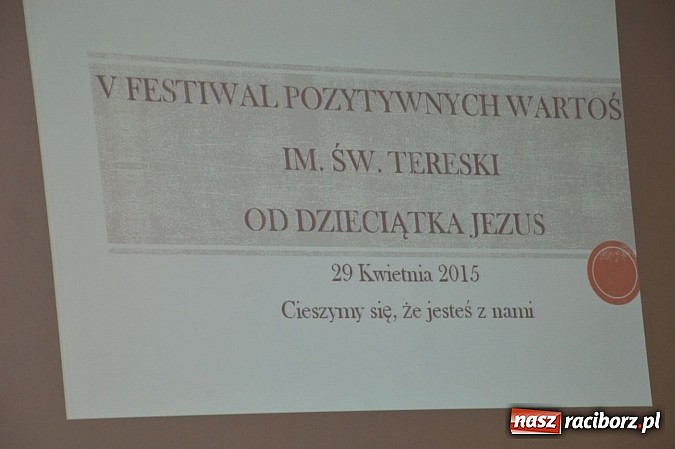 V FESTIWAL POZYTYWNYCH WARTOŚ
IM. ŚW. TERESKI
OD DZIECIĄTKA JEZUS
29 Kwietnia 2015
Cieszymy się, że jesteś z nami
nasz raciborz.pl